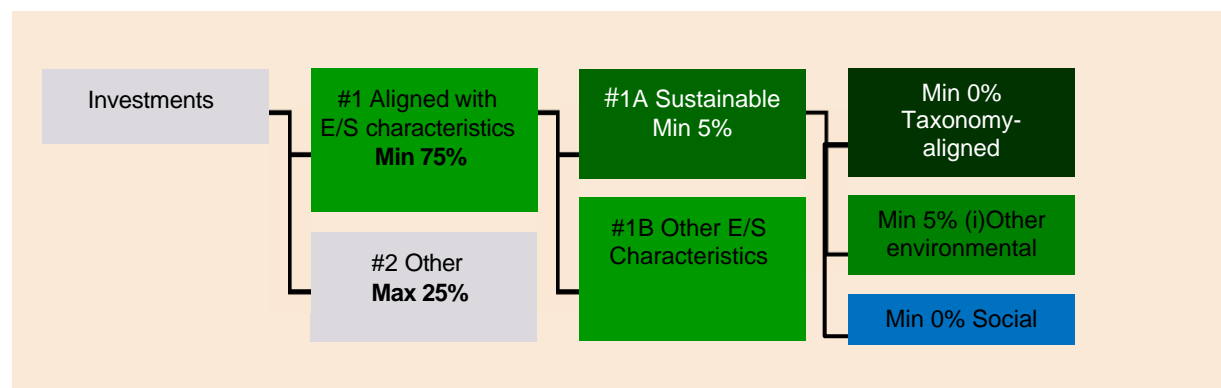 Investments
#1 Aligned with
E/S characteristics
Min 75%
#2 Other
Max 25%
#1A Sustainable
Min 5%
#1B Other E/S
Characteristics
Min 0%
Taxonomy-
aligned
Min 5% (i)Other
environmental
Min 0% Social